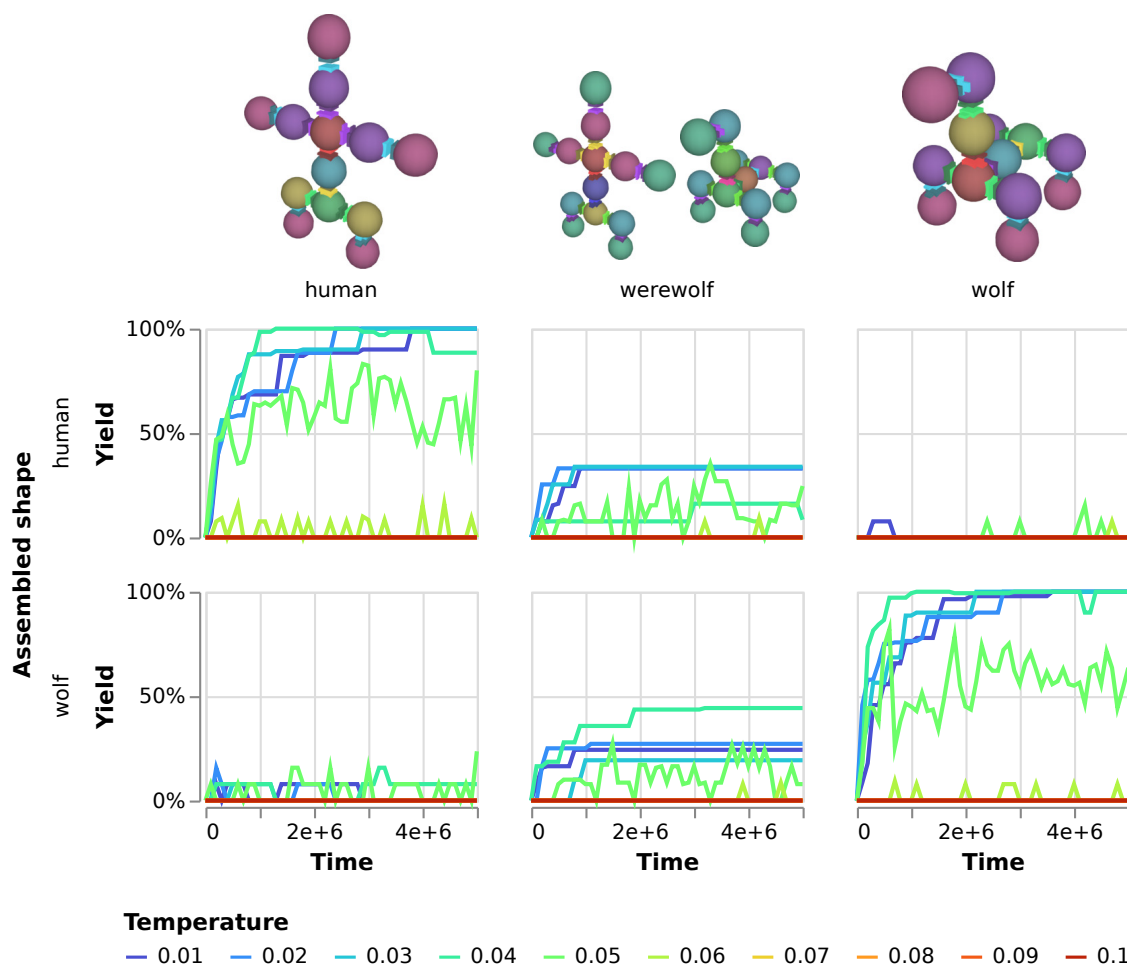 human werewolf wolf
Assembled shape
human
Yield
100%
50%
0%
wolf
Yield
100%
50%
0%
0 2e+6 4e+6 0 2e+6 4e+6 0 2e+6 4e+6
Time Time Time
Temperature
0.01 0.02 0.03 0.04 0.05 0.06 0.07 0.08 0.09 0.1